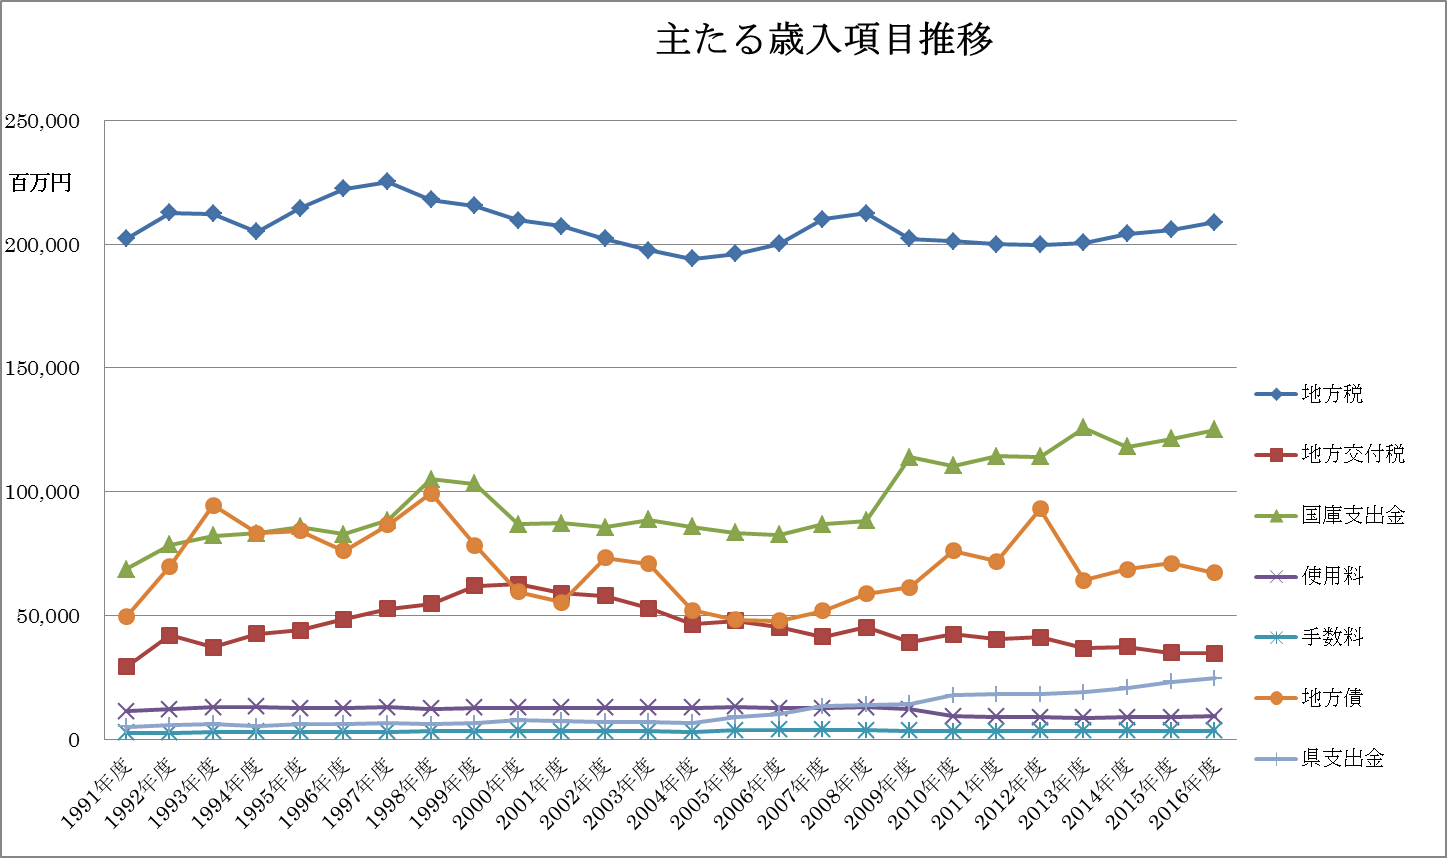 主たる歳入項目推移
250,000
百万円
200,000
150,000
100,000
50,000
0
1991年度
1992年度
1993年度
1994年度
1995年度
1996年度
1997年度
1998年度
1999年度
2000年度
2001年度
2002年度
2003年度
2004年度
2005年度
2006年度
2007年度
2008年度
2009年度
2010年度
2011年度
2012年度
2013年度
2014年度
2015年度
2016年度
地方税
地方交付税
国庫支出金
使用料
手数料
地方債
県支出金